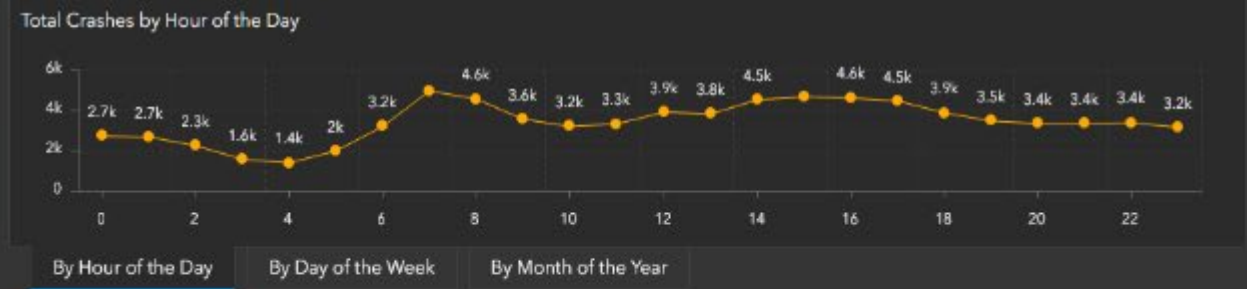 Total Crashes by Hour of the Day
6k
4k
2k
0
2.7k 2.7k 2.3k 1.6k 1.4k 2k 3.2k 4.6k 3.6k 3.2k 3.3k 3.9k 3.8k 4.5k 4.6k 4.5k 3.9k 3.5k 3.4k 3.4k 3.4k 3.2k
0 2 4 6 8 10 12 14 16 18 20 22
By Hour of the Day By Day of the Week By Month of the Year